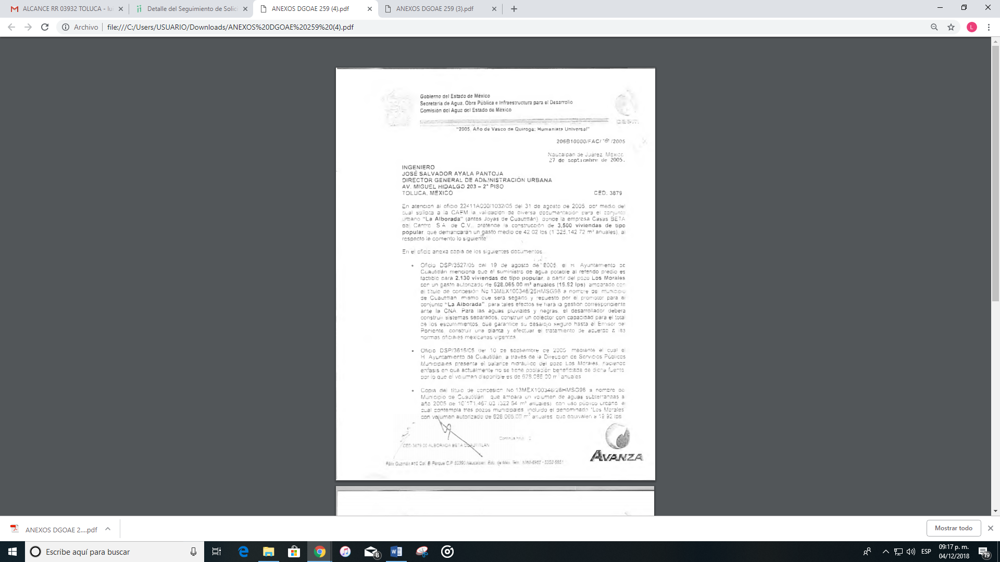 ALCANCE RR 03932 TOLUCA - lu
Detalle del Seguimiento de Solici
ANEXOS DGOAE 259 (4).pdf
ANEXOS DGOAE 259 (3).pdf
Archivo
file:///C:/Users/USUARIO/Downloads/ANEXOS%20DGOAE%20259%20(4).pdf
L
Gobierno del Estado de México
Secretaría de Agua, Obra Pública e Infraestructura para el Desarrollo
Comisión del Agua del Estado de México
caem
"2005. Año de Vasco de Quiroga: Humanista Universal"
206B10000/FAC/ /2005
Naucalpan de Juárez, México
27 de septiembre de 2005.
INGENIERO
JOSÉ SALVADOR AYALA PANTOJA
DIRECTOR GENERAL DE ADMINISTRACIÓN URBANA
AV. MIGUEL HIDALGO 203 – 2° PISO
TOLUCA, MÉXICO CED. 3879
En atención al oficio 22411A000/1032/05 del 31 de agosto de 2005, por medio del
cual solicita a la CAEM la validación de diversa documentación para el conjunto
urbano "La Alborada" (antes Joyas de Cuautitlán), donde la empresa Casas BETA
del Centro, S.A. de C.V., pretende la construcción de 3,500 viviendas de tipo
popular, que demandarán un gasto medio de 42.02 lps (1'325,142.72 m³ anuales), al
respecto le comento lo siguiente:
En el oficio anexa copia de los siguientes documentos
• Oficio DSP/3527/05 del 19 de agosto de 2005, el H. Ayuntamiento de
Cuautitlán menciona que el suministro de agua potable al referido predio es
factible para 2,130 viviendas de tipo popular, a partir del pozo Los Morales
con un gasto autorizado de 628,065.00 m³ anuales (19.92 lps), amparado con
el título de concesión No.13MEX100346/26HMSG98 a nombre del municipio
de Cuautitlán, mismo que será segado y repuesto por el promotor para el
conjunto "La Alborada", para tales efectos se hará la gestión correspondiente
ante la CNA. Para las aguas pluviales y negras, el desarrollador deberá
construir sistemas separados, construir un colector con capacidad para el total
de los escurrimientos, que garantice su desalojo seguro hasta el Emisor del
Poniente, construir una planta y efectuar el tratamiento de acuerdo a las
normas oficiales mexicanas vigentes.
• Oficio DSP/3615/05 del 10 de septiembre de 2005, mediante el cual el
H. Ayuntamiento de Cuautitlán, a través de la Dirección de Servicios Públicos
Municipales presenta el balance hidráulico del pozo Los Morales, haciendo
énfasis en que actualmente no se tiene población beneficiada de dicha fuente,
por lo que el volumen disponible es de 628,065.00 m³ anuales.
• Copia del título de concesión No.13MEX100346/26HMSG98 a nombre del
Municipio de Cuautitlán, que ampara un volumen de aguas subterráneas al
año 2005 de 10'171,467.03 (322.54 m³ anuales), con uso público urbano, el
cual contempla tres pozos municipales, incluido el denominado "Los Morales"
con volumen autorizado de 628,065.00 m³ anuales, que equivalen a 19.92 lps
CED 3879 05 ALBORADA BETA CUAUTITLAN
AVANZA
Félix Guzmán #10 Col. El Parque C.P. 53390 Naucalpan, Edo. de Méx. Tels.:
ANEXOS DGOAE 2....pdf
Mostrar todo
Escribe aquí para buscar
8
ESP
09:17 p. m.
04/12/2018
19